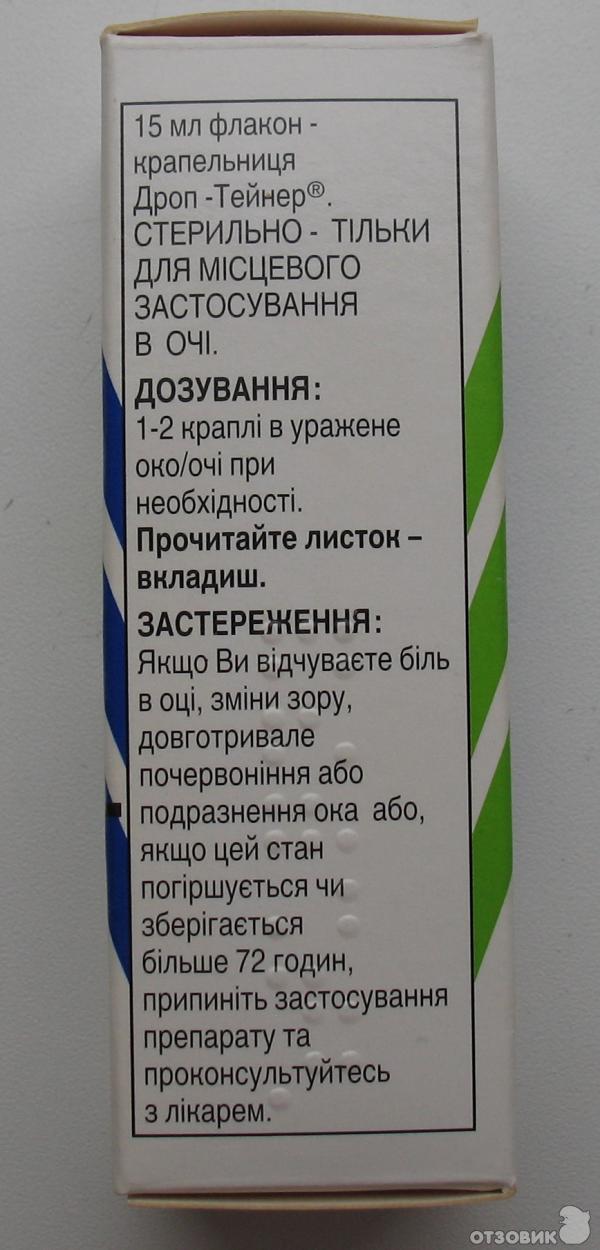 15 мл флакон -
крапельниця
Дроп -Тейнер®.
СТЕРИЛЬНО - ТІЛЬКИ
ДЛЯ МІСЦЕВОГО
ЗАСТОСУВАННЯ
В ОЧІ.
ДОЗУВАННЯ:
1-2 краплі в уражене
око/очі при
необхідності.
Прочитайте листок –
вкладиш.
ЗАСТЕРЕЖЕННЯ:
Якщо Ви відчуваєте біль
в оці, зміни зору,
довготривале
почервоніння або
подразнення ока або,
якщо цей стан
погіршується чи
зберігається
більше 72 годин,
припиніть застосування
препарату та
проконсультуйтесь
з лікарем.
ОТЗОВИК